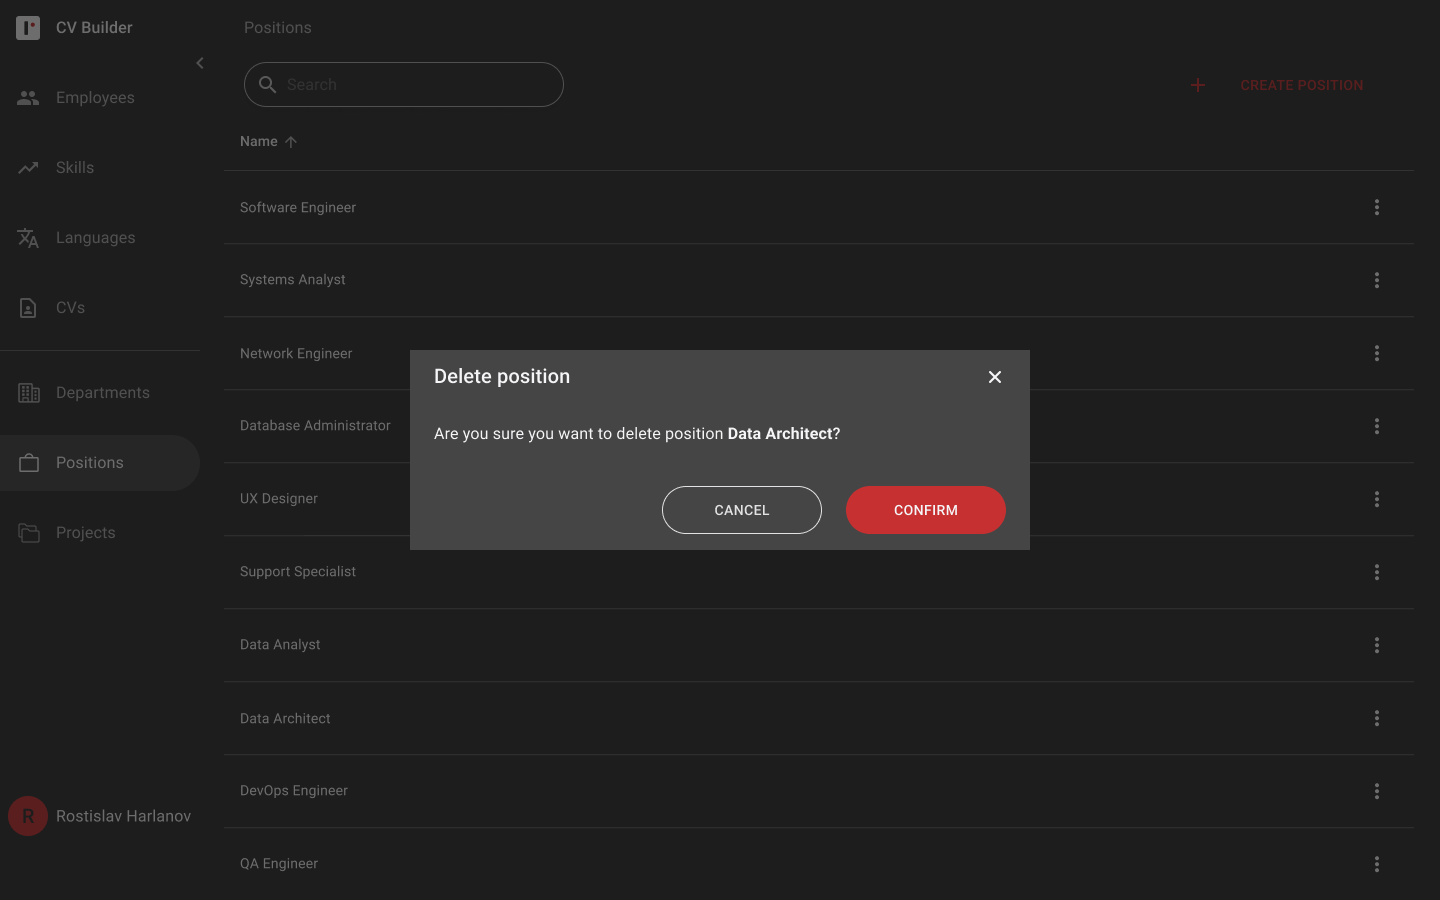 CV Builder
Employees
Skills
Languages
CVs
Departments
Positions
Projects
R
Rostislav Harlanov
Positions
Search
CREATE POSITION
Name
Software Engineer
Systems Analyst
Network Engineer
Database Administrator
UX Designer
Support Specialist
Data Analyst
Data Architect
DevOps Engineer
QA Engineer
Delete position
Are you sure you want to delete position Data Architect?
CANCEL
CONFIRM